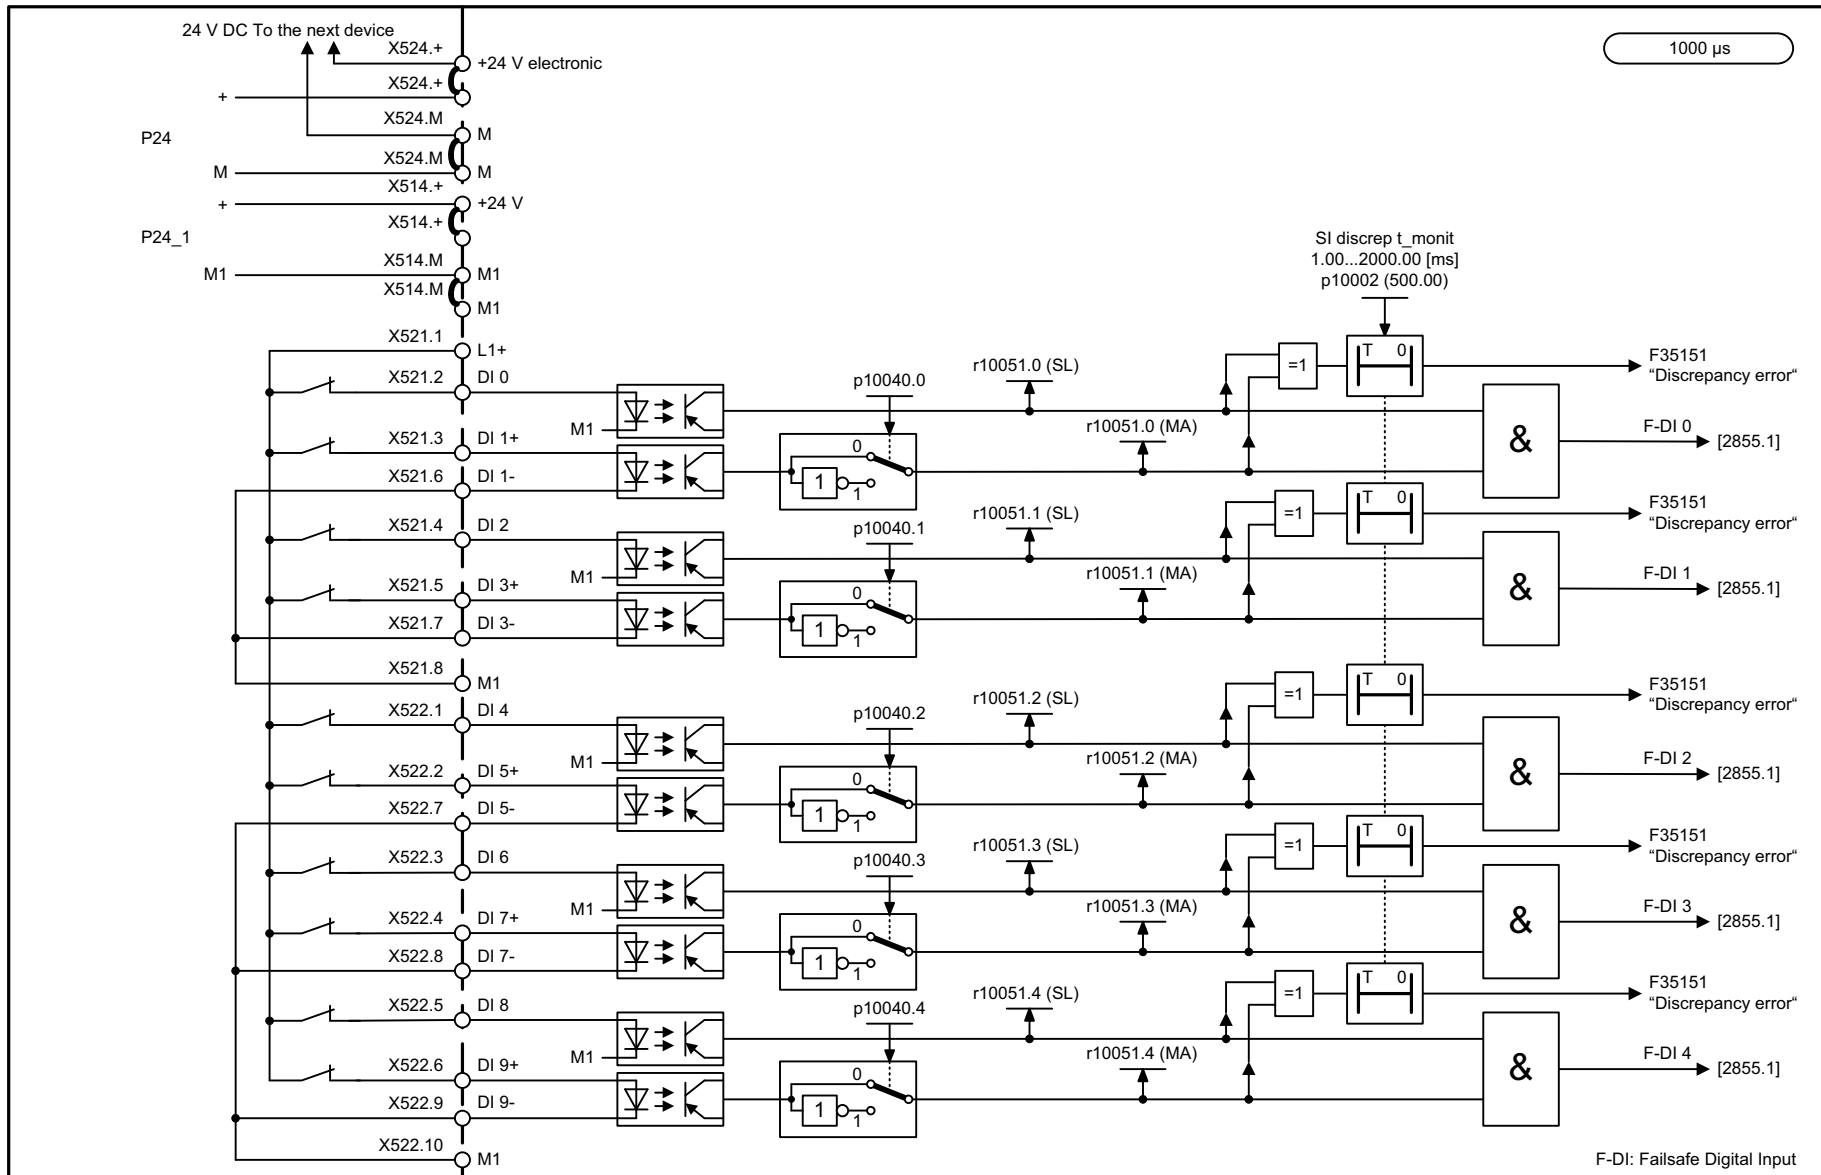 24 V DC To the next device
1000 µs
X524.+
+24 V electronic
X524.+
+
X524.M
M
P24
X524.M
M
M
X514.+
+
+24 V
X514.+
P24_1
X514.M
M1
M1
X514.M
M1
SI discrep t_monit
1.00...2000.00 [ms]
p10002 (500.00)
X521.1
L1+
X521.2
DI 0
M1
p10040.0
r10051.0 (SL)
=1
T 0
F35151
“Discrepancy error“
X521.3
DI 1+
0
1
1
r10051.0 (MA)
&
F-DI 0
[2855.1]
X521.6
DI 1-
X521.4
DI 2
M1
p10040.1
r10051.1 (SL)
=1
T 0
F35151
“Discrepancy error“
X521.5
DI 3+
0
1
1
r10051.1 (MA)
&
F-DI 1
[2855.1]
X521.7
DI 3-
X521.8
M1
X522.1
DI 4
M1
p10040.2
r10051.2 (SL)
=1
T 0
F35151
“Discrepancy error“
X522.2
DI 5+
0
1
1
r10051.2 (MA)
&
F-DI 2
[2855.1]
X522.7
DI 5-
X522.3
DI 6
M1
p10040.3
r10051.3 (SL)
=1
T 0
F35151
“Discrepancy error“
X522.4
DI 7+
0
1
1
r10051.3 (MA)
&
F-DI 3
[2855.1]
X522.8
DI 7-
X522.5
DI 8
M1
p10040.4
r10051.4 (SL)
=1
T 0
F35151
“Discrepancy error“
X522.6
DI 9+
0
1
1
r10051.4 (MA)
&
F-DI 4
[2855.1]
X522.9
DI 9-
X522.10
M1
F-DI: Failsafe Digital Input